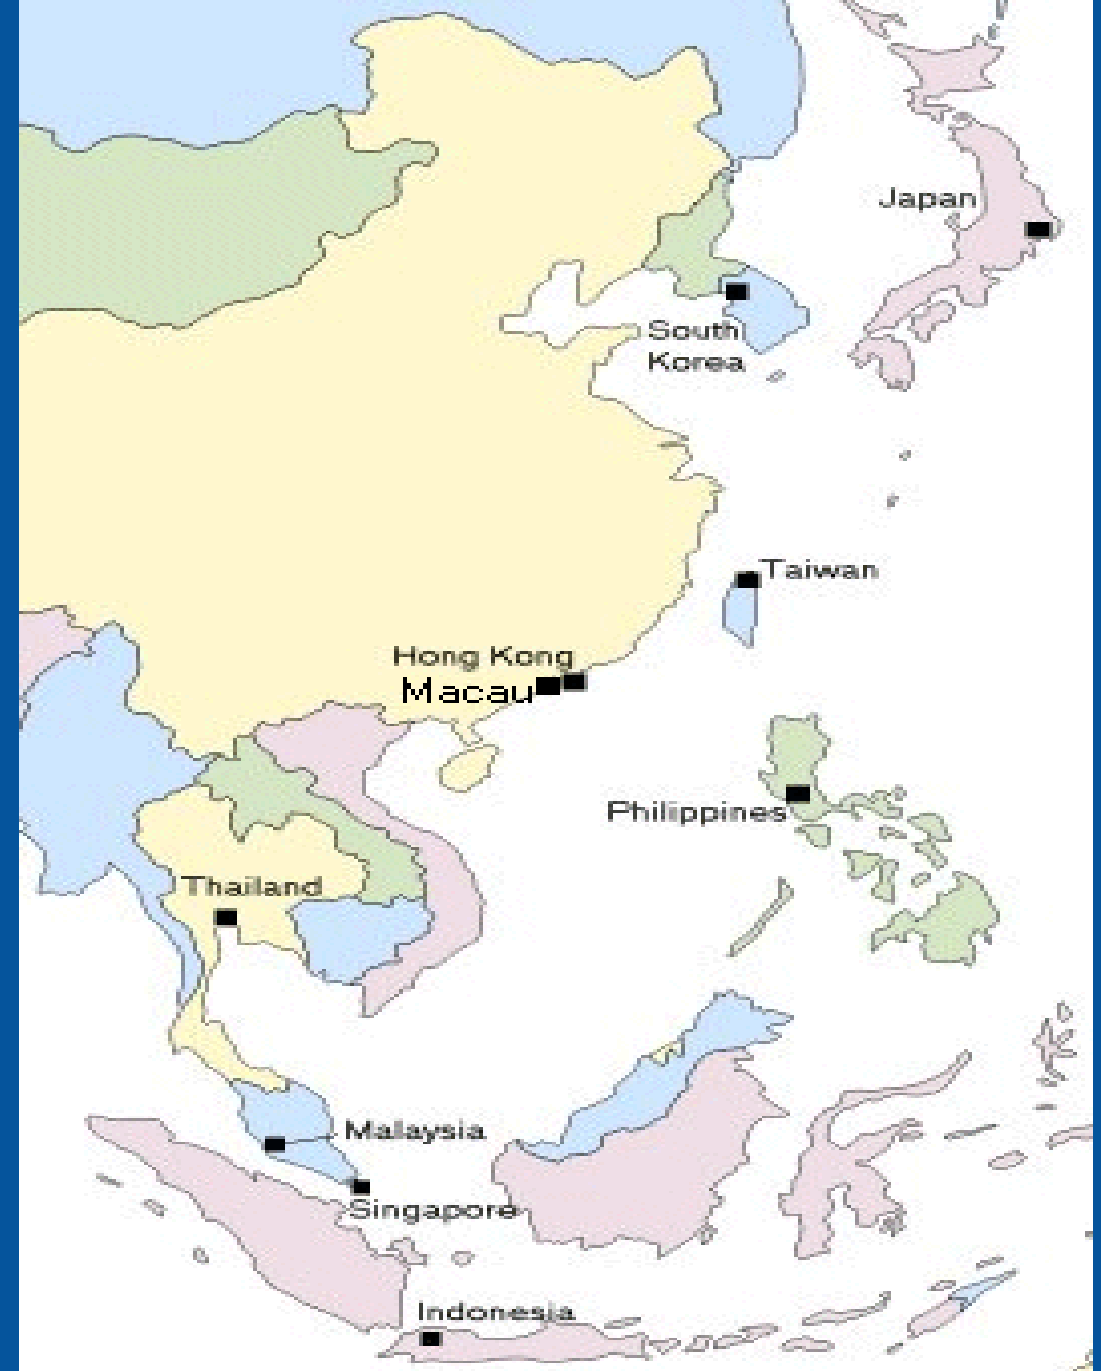 Japan
South
Korea
Taiwan
Hong Kong
Macau
Philippines
Thailand
Malaysia
Singapore
Indonesia